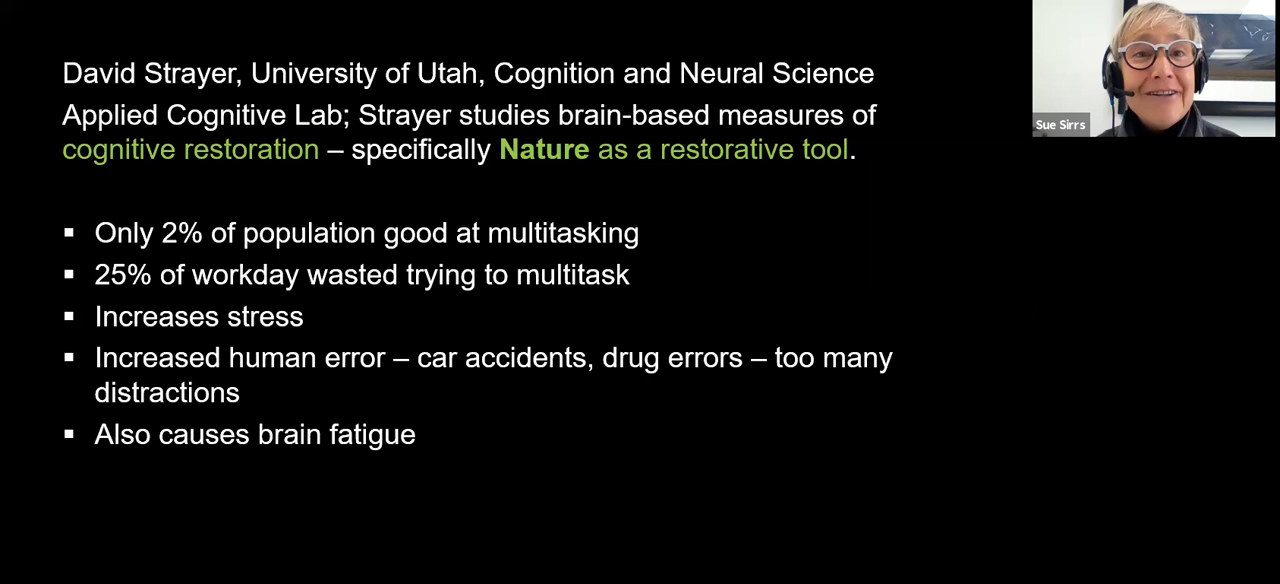 David Strayer, University of Utah, Cognition and Neural Science
Applied Cognitive Lab; Strayer studies brain-based measures of
cognitive restoration – specifically Nature as a restorative tool.
▪ Only 2% of population good at multitasking
▪ 25% of workday wasted trying to multitask
▪ Increases stress
▪ Increased human error – car accidents, drug errors – too many
distractions
▪ Also causes brain fatigue
Sue Sirrs